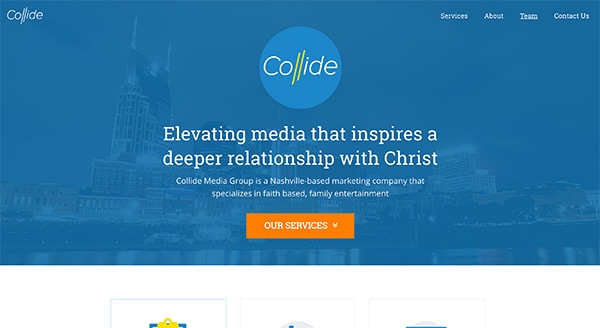 Collide
Services About Team Contact Us
Collide
Elevating media that inspires a
deeper relationship with Christ
Collide Media Group is a Nashville-based marketing company that
specializes in faith based, family entertainment
OUR SERVICES